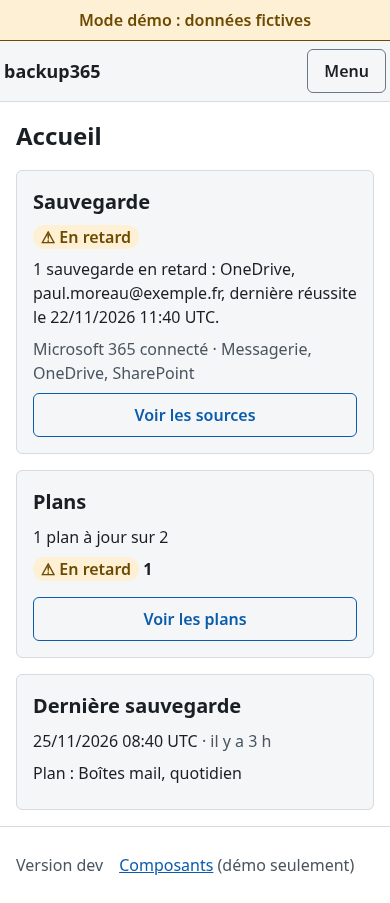 Mode démo : données fictives
backup365
Menu
Accueil
Sauvegarde
⚠ En retard
1 sauvegarde en retard : OneDrive,
paul.moreau@exemple.fr, dernière réussite
le 22/11/2026 11:40 UTC.
Microsoft 365 connecté · Messagerie,
OneDrive, SharePoint
Voir les sources
Plans
1 plan à jour sur 2
⚠ En retard 1
Voir les plans
Dernière sauvegarde
25/11/2026 08:40 UTC · il y a 3 h
Plan : Boîtes mail, quotidien
Version dev Composants (démo seulement)